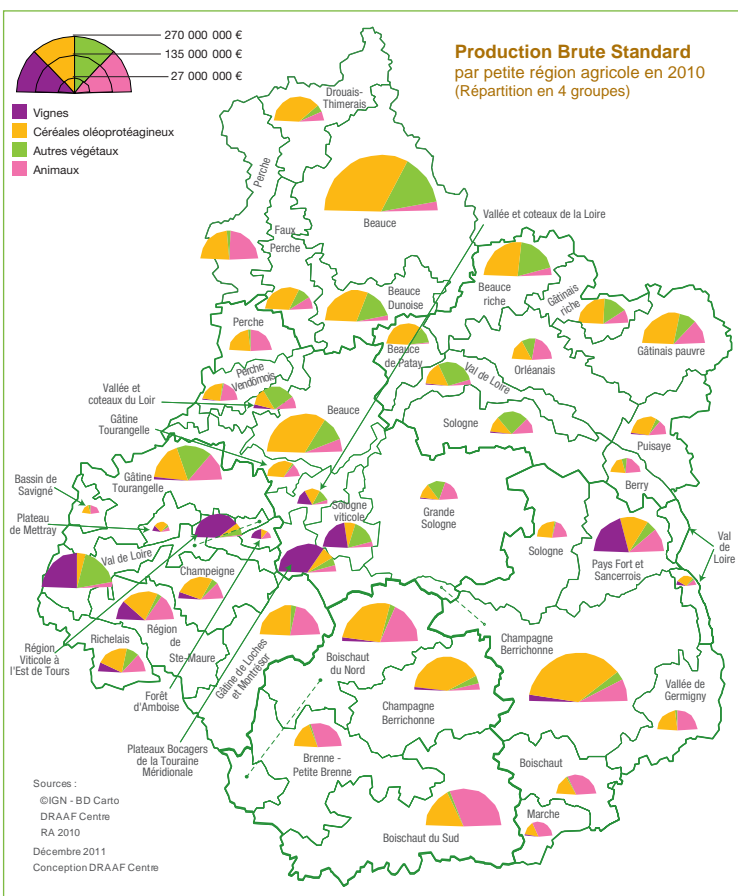 270 000 000 €
135 000 000 €
27 000 000 €
Vignes
Céréales oléoprotéagineux
Autres végétaux
Animaux
Production Brute Standard
par petite région agricole en 2010
(Répartition en 4 groupes)
Drouais-
Thimerais
Perche
Beauce
Vallée et coteaux de la Loire
Faux
Perche
Beauce
Dunoise
Beauce
riche
Gâtinais
riche
Perche
Beauce
de Patay
Orléanais
Gâtinais pauvre
Perche
Vendômois
Val de Loire
Vallée et
coteaux du Loir
Gâtine
Tourangelle
Beauce
Sologne
Puisaye
Berry
Bassin de
Savigné
Gâtine
Tourangelle
Grande
Sologne
Plateau
de Mettray
Sologne
viticole
Sologne
Pays Fort et
Sancerrois
Val
de
Loire
Val de Loire
Champeigne
Région
Viticole à
l'Est de Tours
Richelais
Région
de
Ste-Maure
Forêt
d'Amboise
Gâtine de Loches
et Montrésor
Boischaut
du Nord
Champagne
Berrichonne
Champagne
Berrichonne
Vallée de
Germigny
Plateaux Bocagers
de la Touraine
Méridionale
Brenne -
Petite Brenne
Boischaut
Marche
Boischaut du Sud
Sources :
©IGN - BD Carto
DRAAF Centre
RA 2010
Décembre 2011
Conception DRAAF Centre